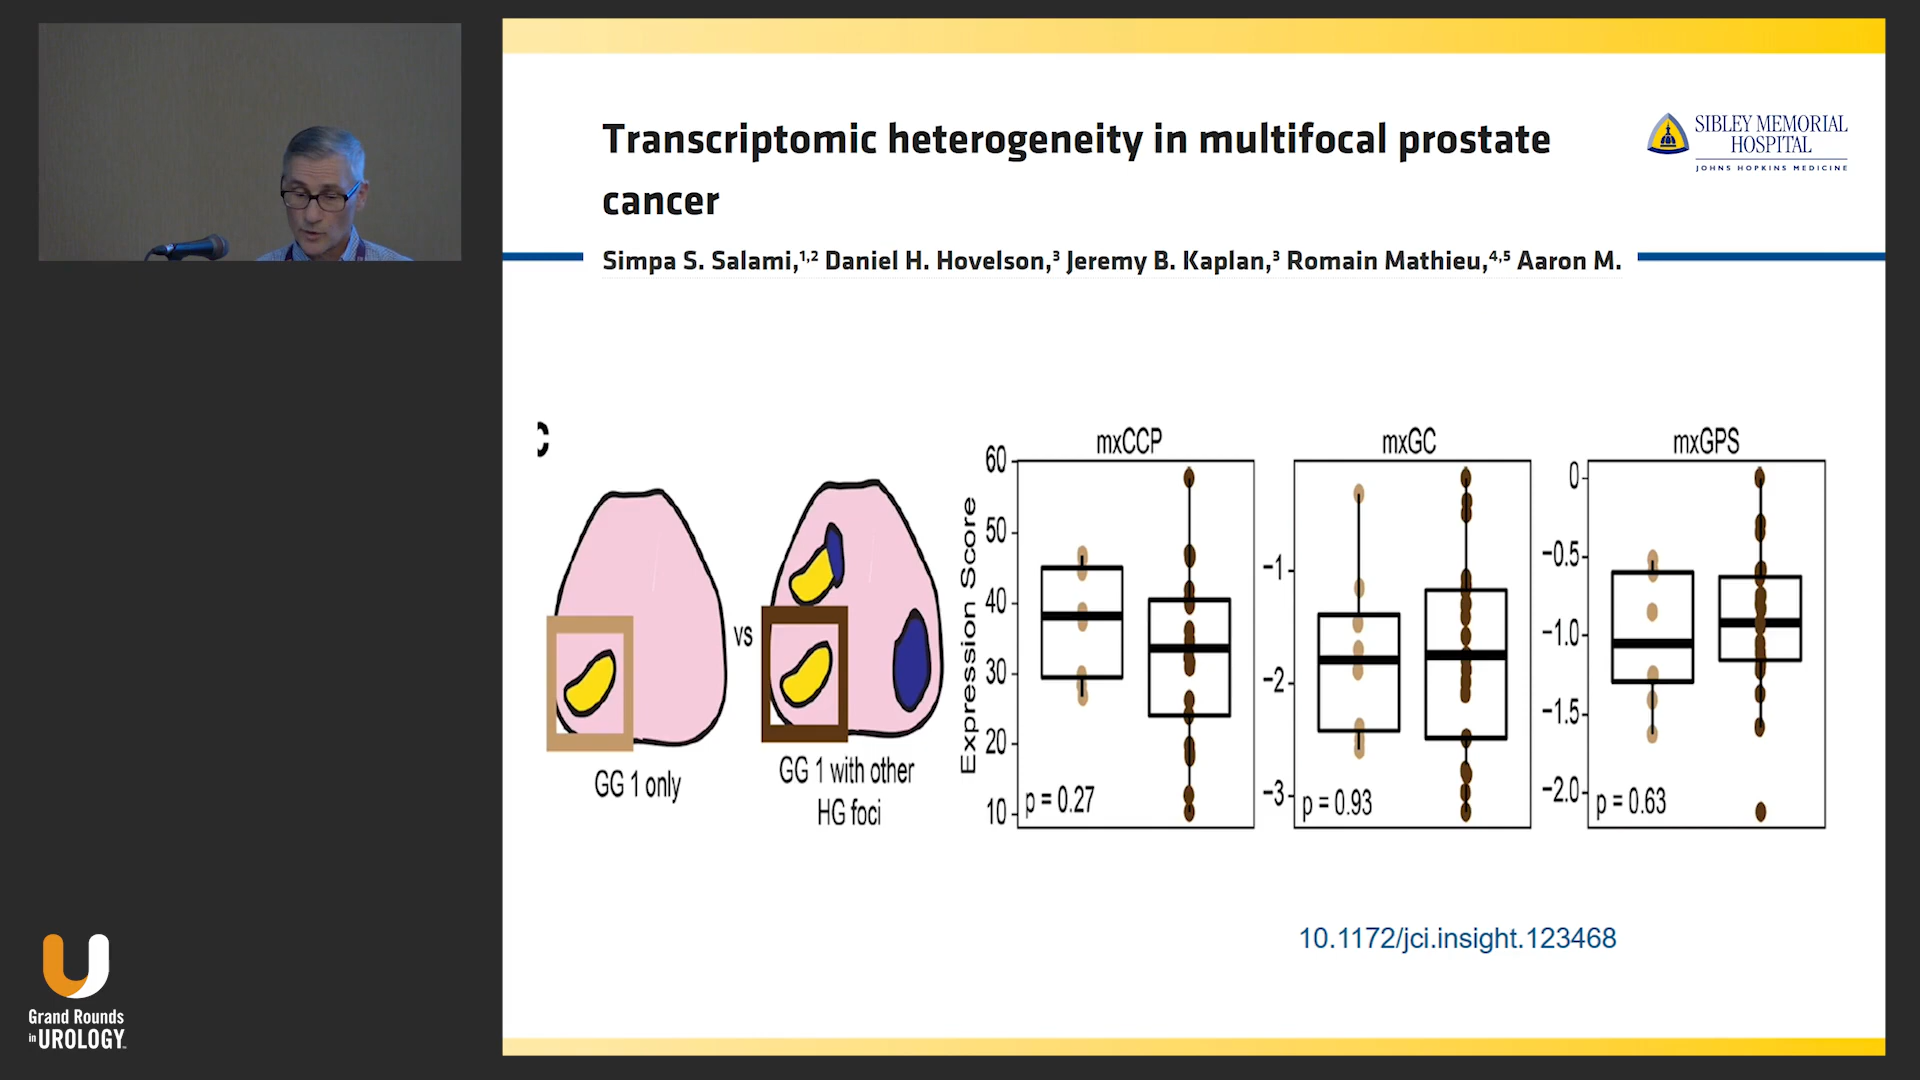 Transcriptomic heterogeneity in multifocal prostate
cancer
SIBLEY MEMORIAL
HOSPITAL
JOHNS HOPKINS MEDICINE
Simpa S. Salami,1,2 Daniel H. Hovelson,3 Jeremy B. Kaplan,3 Romain Mathieu,4,5 Aaron M.
vs
GG 1 only
GG 1 with other
HG foci
Expression Score
mxCCP
60
50
40
30
20
10
p = 0.27
mxGC
−1
−2
−3
p = 0.93
mxGPS
0
−0.5
−1.0
−1.5
−2.0
p = 0.63
10.1172/jci.insight.123468
Grand Rounds
in UROLOGY